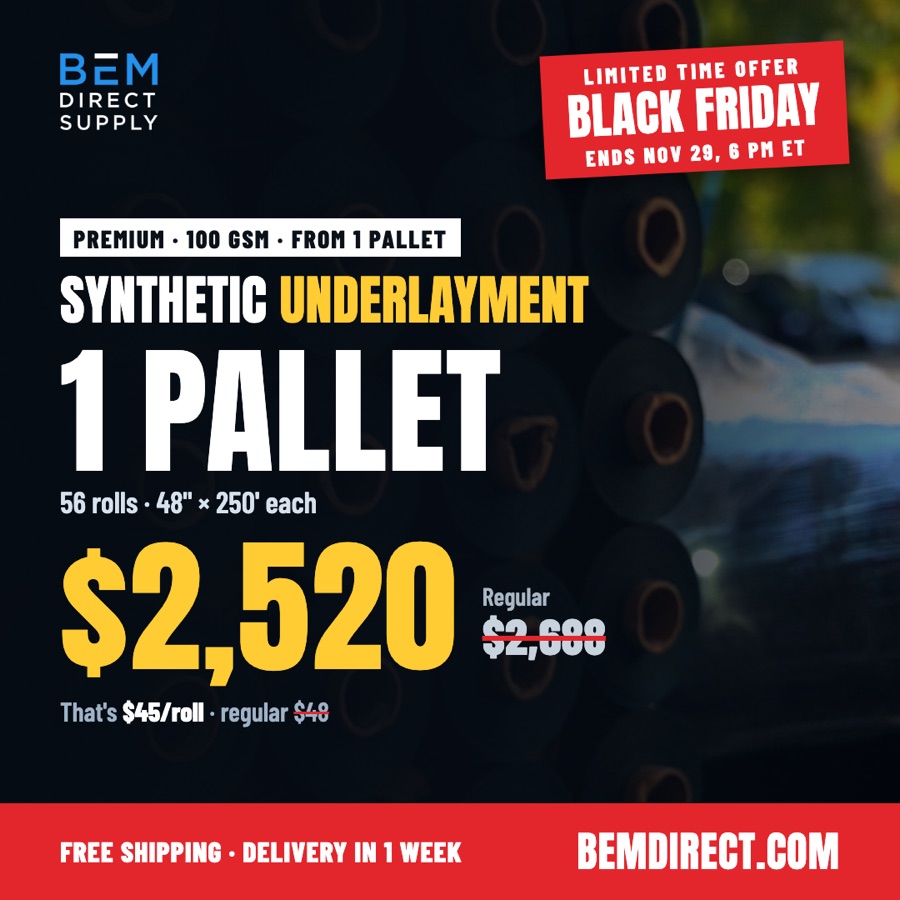 BEM
DIRECT
SUPPLY
LIMITED TIME OFFER
BLACK FRIDAY
ENDS NOV 29, 6 PM ET
PREMIUM · 100 GSM · FROM 1 PALLET
SYNTHETIC UNDERLAYMENT
1 PALLET
56 rolls · 48" × 250' each
$2,520
Regular
$2,688
That's $45/roll · regular $48
FREE SHIPPING · DELIVERY IN 1 WEEK
BEMDIRECT.COM